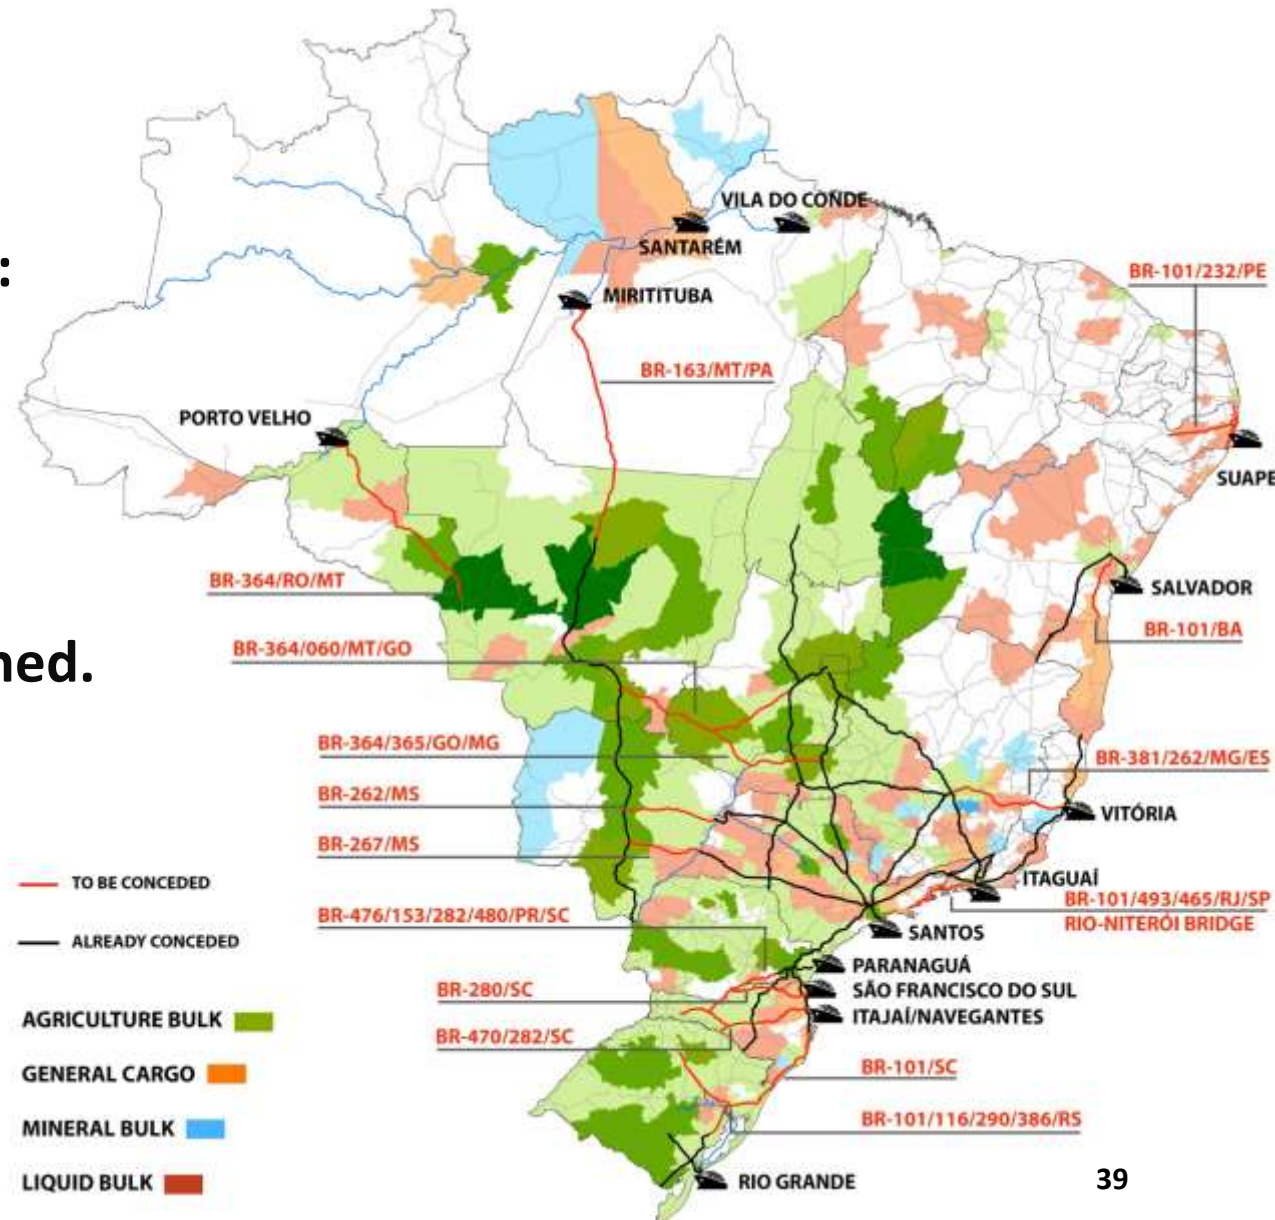 :
ned.
VILA DO CONDE
SANTARÉM
BR-101/232/PE
MIRITITUBA
BR-163/MT/PA
PORTO VELHO
SUAPE
BR-364/RO/MT
SALVADOR
BR-101/BA
BR-364/060/MT/GO
BR-364/365/GO/MG
BR-381/262/MG/ES
BR-262/MS
VITÓRIA
BR-267/MS
ITAGUAÍ
TO BE CONCEDED
BR-101/493/465/RJ/SP
RIO-NITERÓI BRIDGE
BR-476/153/282/480/PR/SC
SANTOS
ALREADY CONCEDED
PARANAGUÁ
BR-280/SC
SÃO FRANCISCO DO SUL
ITAJAÍ/NAVEGANTES
AGRICULTURE BULK
BR-470/282/SC
BR-101/SC
GENERAL CARGO
BR-101/116/290/386/RS
MINERAL BULK
LIQUID BULK
RIO GRANDE
39